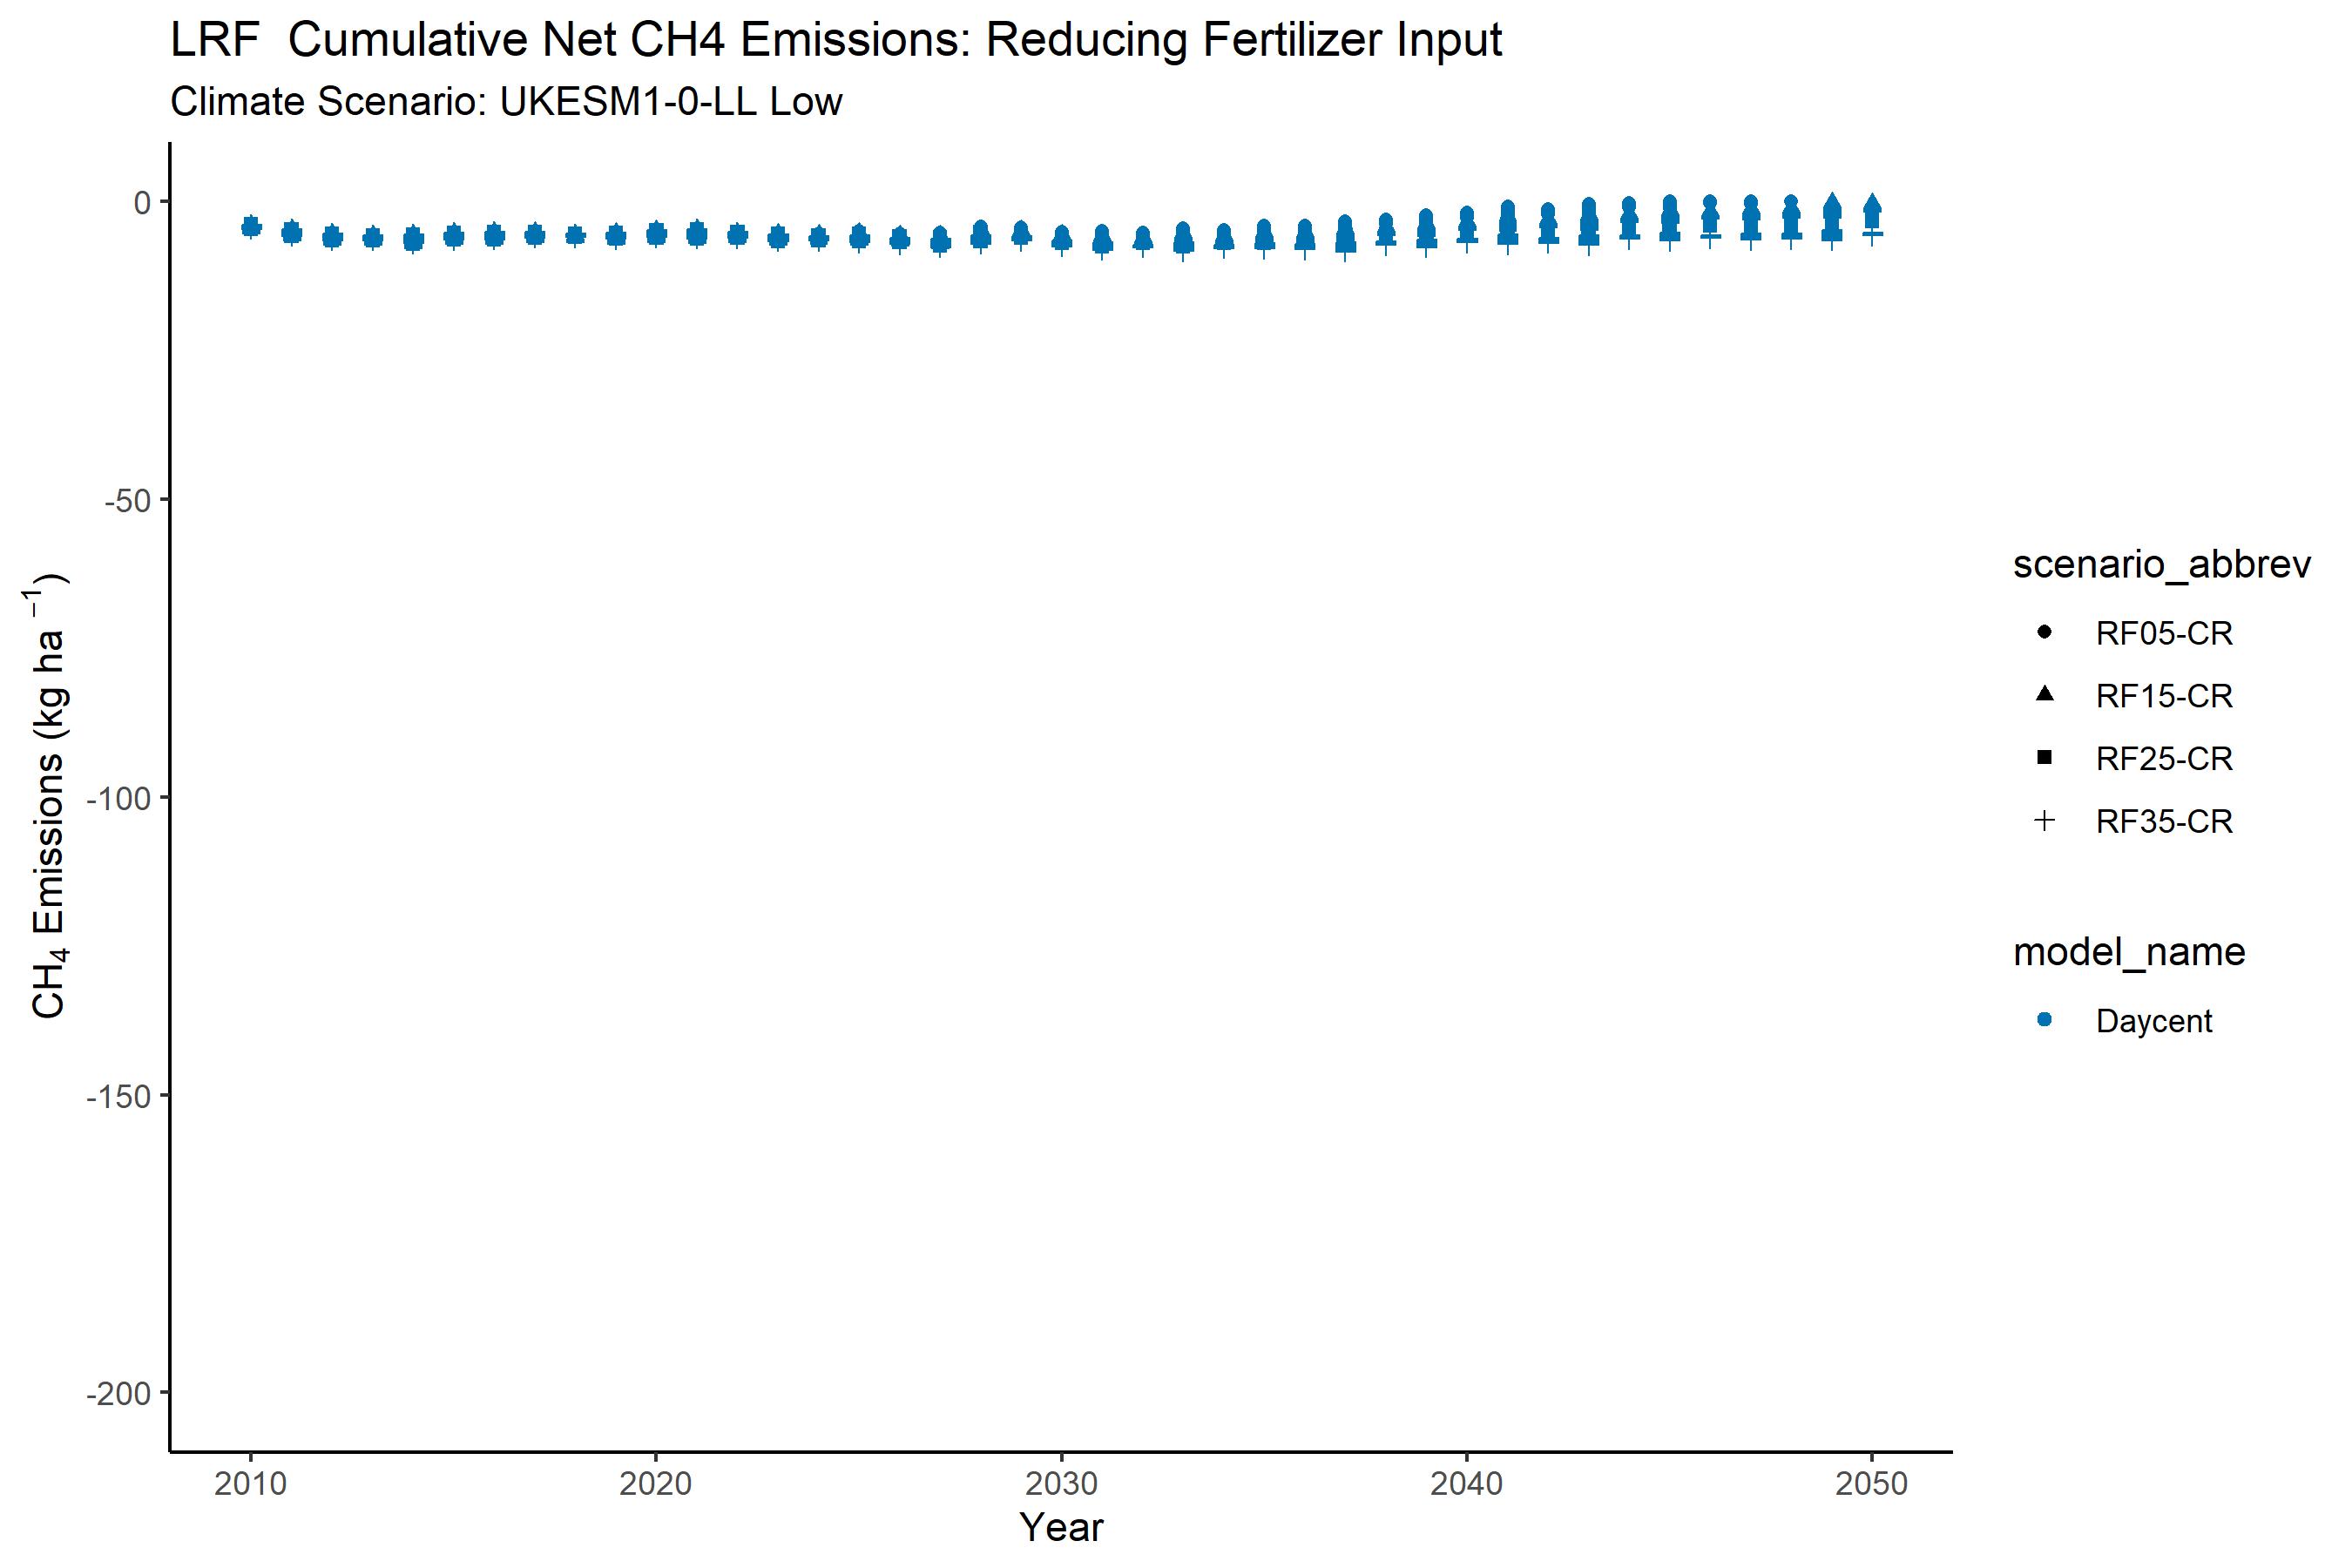 LRF  Cumulative Net CH4 Emissions: Reducing Fertilizer Input
Climate Scenario: UKESM1-0-LL Low
CH₄ Emissions (kg ha ⁻¹)
0
-50
-100
-150
-200
2010 2020 2030 2040 2050
Year
scenario_abbrev
RF05-CR
RF15-CR
RF25-CR
RF35-CR
model_name
Daycent